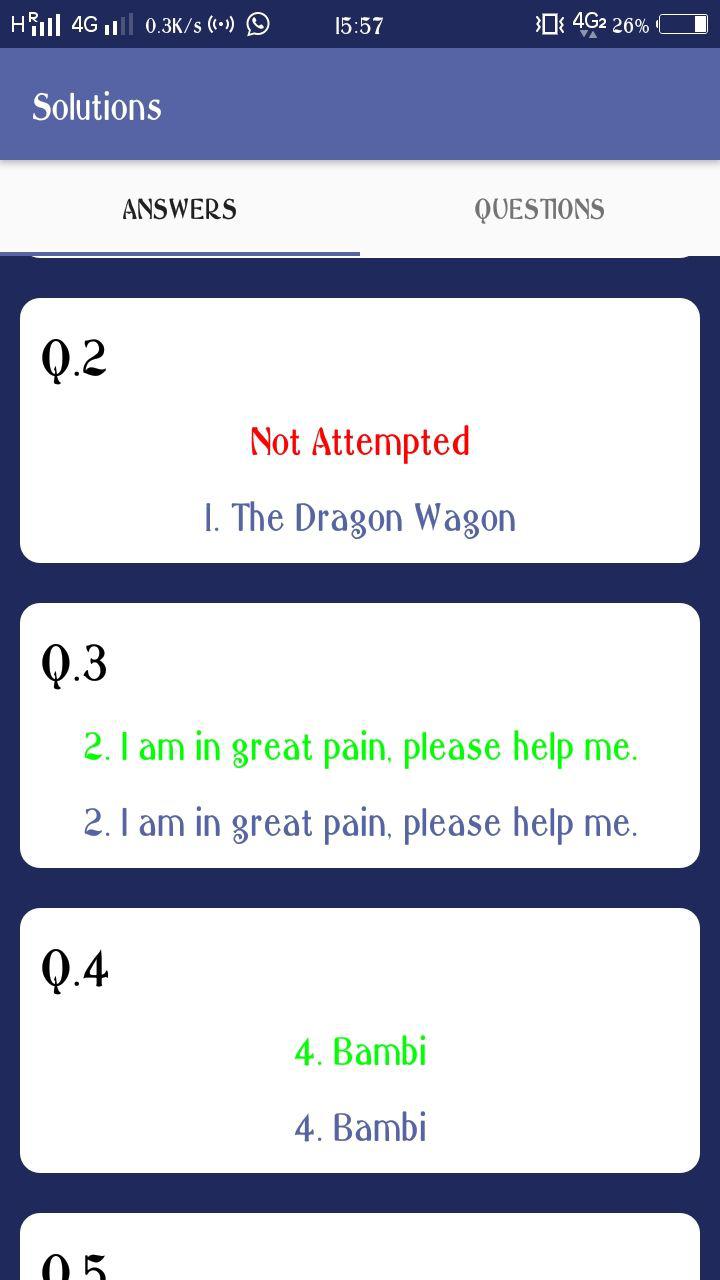 HR 4G 0.3K/s 15:57 4G2 26%
Solutions
ANSWERS QUESTIONS
Q.2
Not Attempted
1. The Dragon Wagon
Q.3
2. I am in great pain, please help me.
2. I am in great pain, please help me.
Q.4
4. Bambi
4. Bambi
Q.5